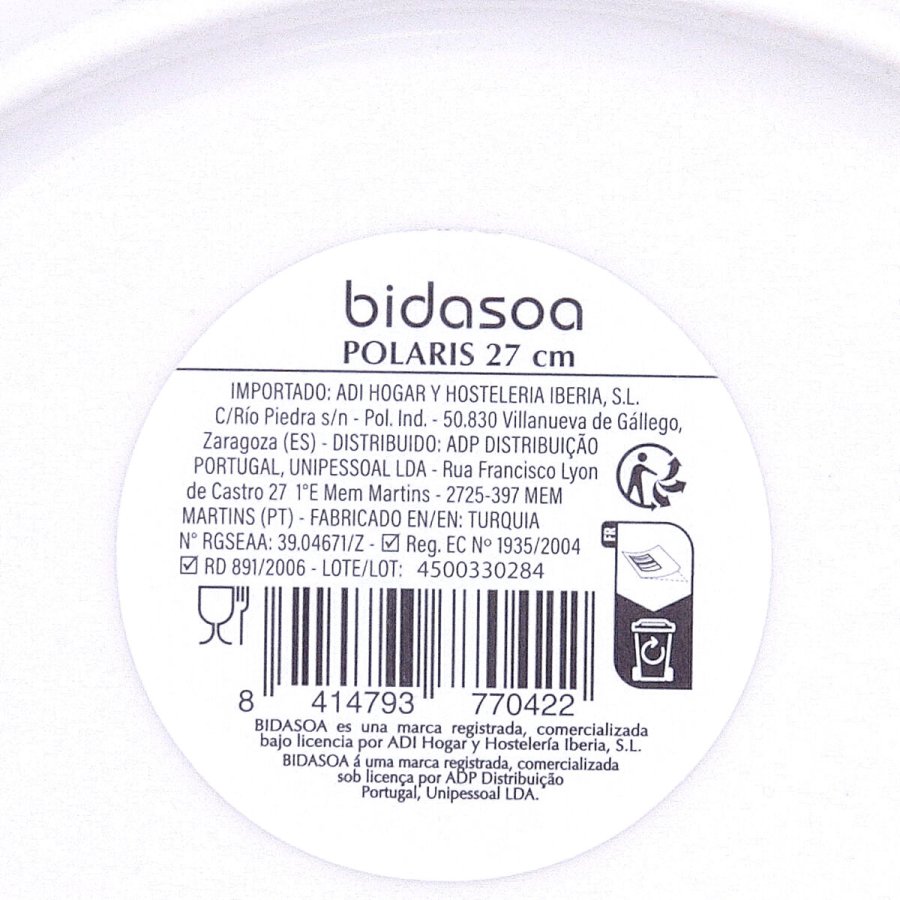 bidasoa
POLARIS 27 cm
IMPORTADO: ADI HOGAR Y HOSTELERIA IBERIA, S.L.
C/Río Piedra s/n - Pol. Ind. - 50.830 Villanueva de Gállego,
Zaragoza (ES) - DISTRIBUIDO: ADP DISTRIBUIÇÃO
PORTUGAL, UNIPESSOAL LDA - Rua Francisco Lyon
de Castro 27 1°E Mem Martins - 2725-397 MEM
MARTINS (PT) - FABRICADO EN/EN: TURQUIA
N° RGSEAA: 39.04671/Z - ☑ Reg. EC Nº 1935/2004
☑ RD 891/2006 - LOTE/LOT: 4500330284
FR
8 414793 770422
BIDASOA es una marca registrada, comercializada
bajo licencia por ADI Hogar y Hostelería Iberia, S.L.
BIDASOA á uma marca registrada, comercializada
sob licença por ADP Distribuição
Portugal, Unipessoal LDA.